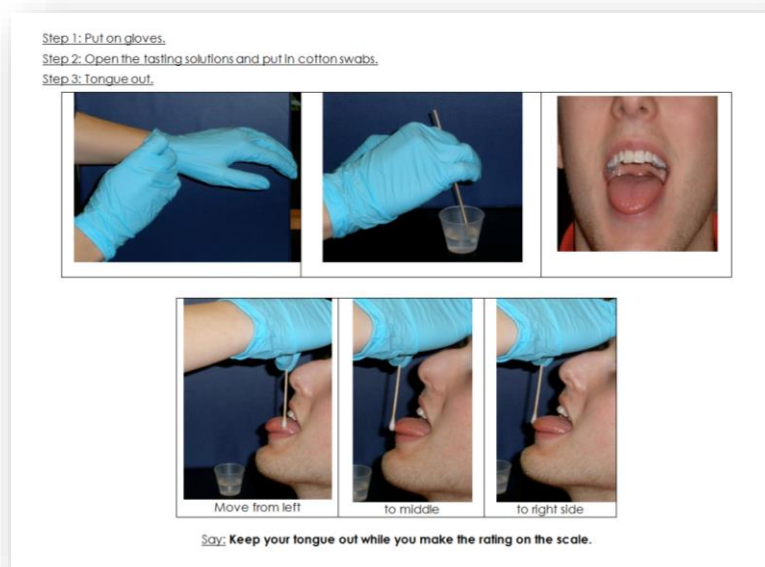 Step 1: Put on gloves.
Step 2: Open the tasting solutions and put in cotton swabs.
Step 3: Tongue out.
Move from left
to middle
to right side
Say: Keep your tongue out while you make the rating on the scale.